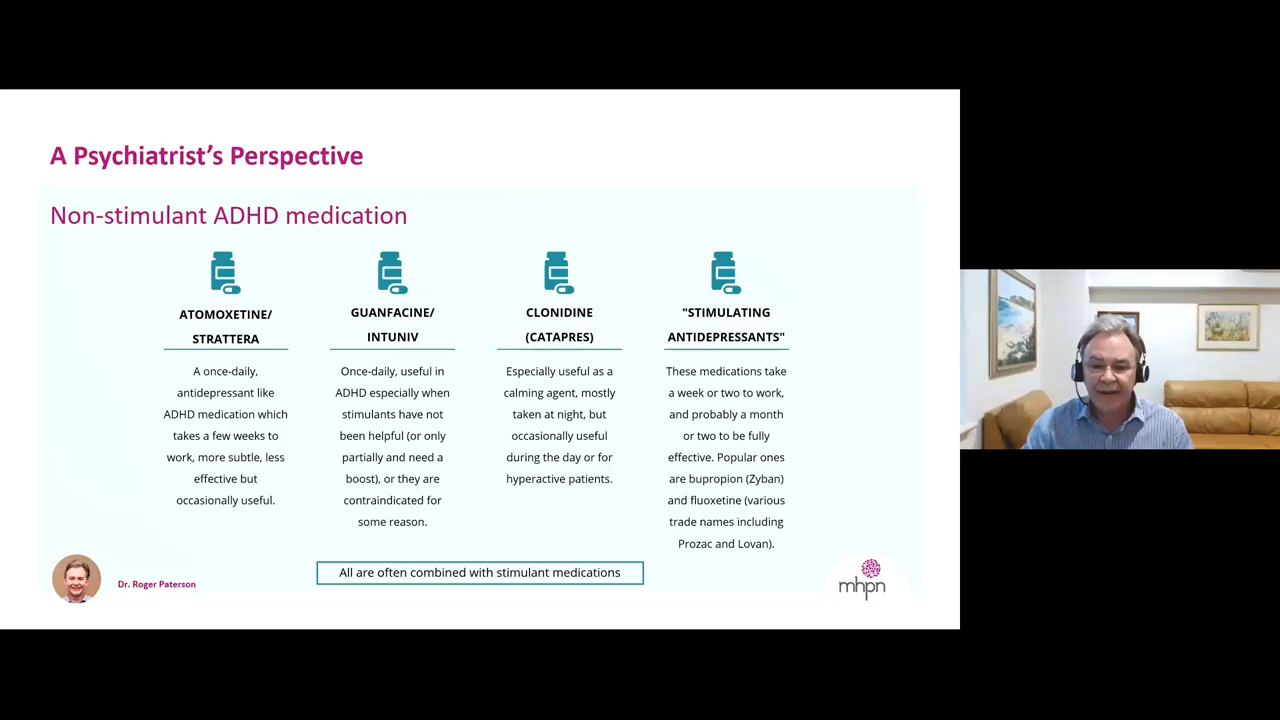 A Psychiatrist's Perspective
Non-stimulant ADHD medication
ATOMOXETINE/
STRATTERA
A once-daily,
antidepressant like
ADHD medication which
takes a few weeks to
work, more subtle, less
effective but
occasionally useful.
GUANFACINE/
INTUNIV
Once-daily, useful in
ADHD especially when
stimulants have not
been helpful (or only
partially and need a
boost), or they are
contraindicated for
some reason.
CLONIDINE
(CATAPRES)
Especially useful as a
calming agent, mostly
taken at night, but
occasionally useful
during the day or for
hyperactive patients.
"STIMULATING
ANTIDEPRESSANTS"
These medications take
a week or two to work,
and probably a month
or two to be fully
effective. Popular ones
are bupropion (Zyban)
and fluoxetine (various
trade names including
Prozac and Lovan).
All are often combined with stimulant medications
Dr. Roger Paterson
mhpn